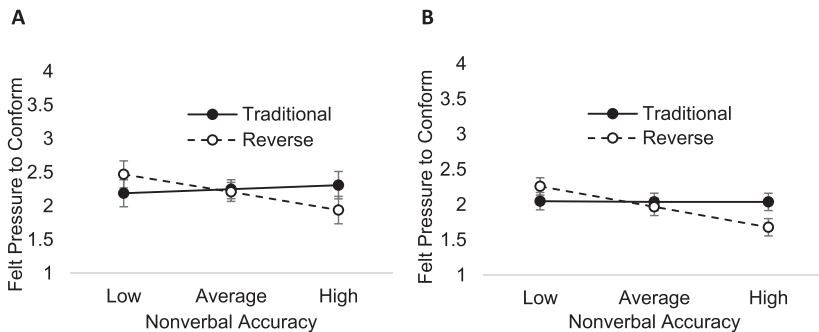 A
Felt Pressure to Conform
4
3.5
3
2.5
2
1.5
1
Traditional
Reverse
Low Average High
Nonverbal Accuracy
B
Felt Pressure to Conform
4
3.5
3
2.5
2
1.5
1
Traditional
Reverse
Low Average High
Nonverbal Accuracy